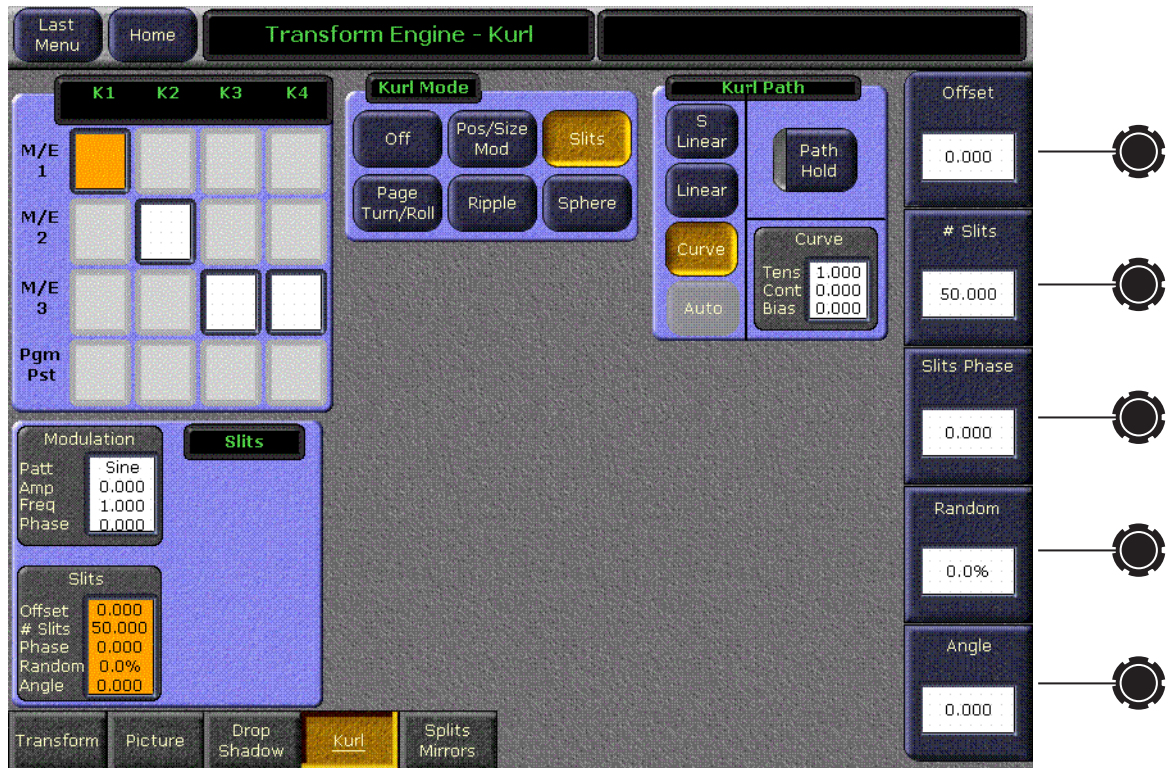 Last
Menu
Home
Transform Engine - Kurl
K1 K2 K3 K4
M/E
1
M/E
2
M/E
3
Pgm
Pst
Kurl Mode
Off
Pos/Size
Mod
Slits
Page
Turn/Roll
Ripple
Sphere
Kurl Path
S
Linear
Linear
Curve
Auto
Path
Hold
Curve
Tens 1.000
Cont 0.000
Bias 0.000
Offset
0.000
# Slits
50.000
Slits Phase
0.000
Random
0.0%
Angle
0.000
Modulation
Patt Sine
Amp 0.000
Freq 1.000
Phase 0.000
Slits
Slits
Offset 0.000
# Slits 50.000
Phase 0.000
Random 0.0%
Angle 0.000
Transform
Picture
Drop
Shadow
Kurl
Splits
Mirrors